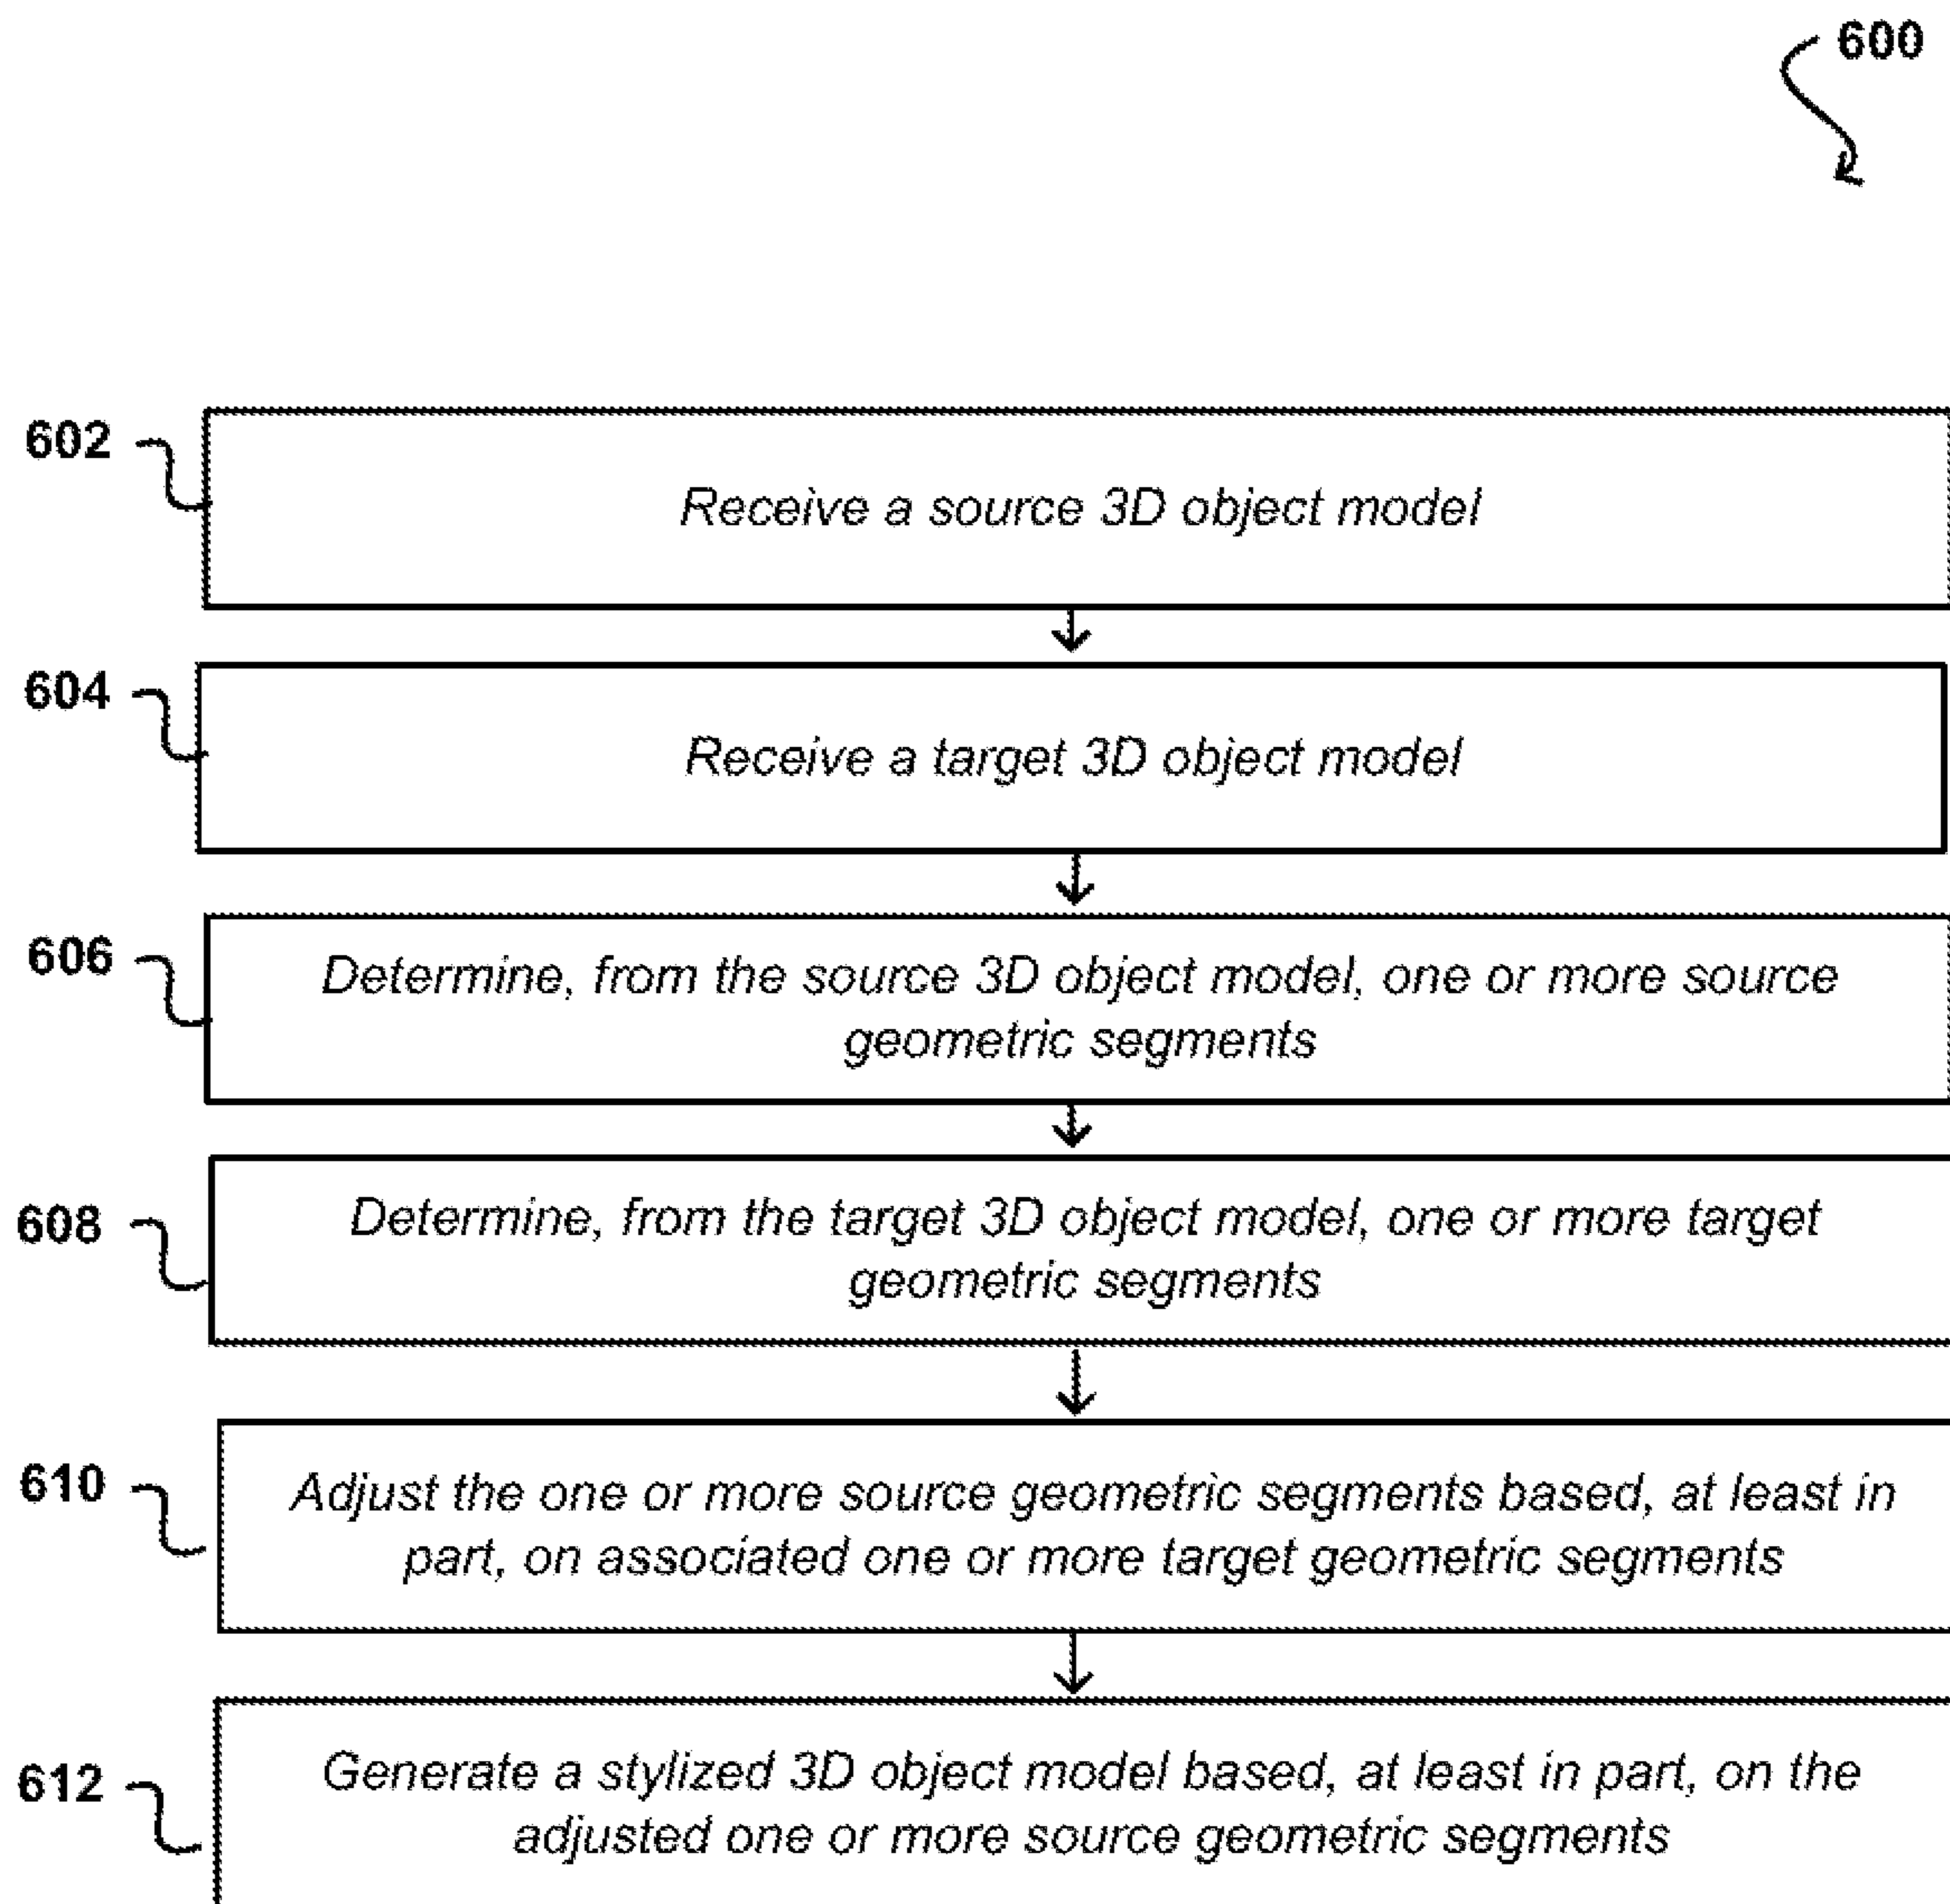 600
602
Receive a source 3D object model
604
Receive a target 3D object model
606
Determine, from the source 3D object model, one or more source
geometric segments
608
Determine, from the target 3D object model, one or more target
geometric segments
610
Adjust the one or more source geometric segments based, at least in
part, on associated one or more target geometric segments
612
Generate a stylized 3D object model based, at least in part, on the
adjusted one or more source geometric segments